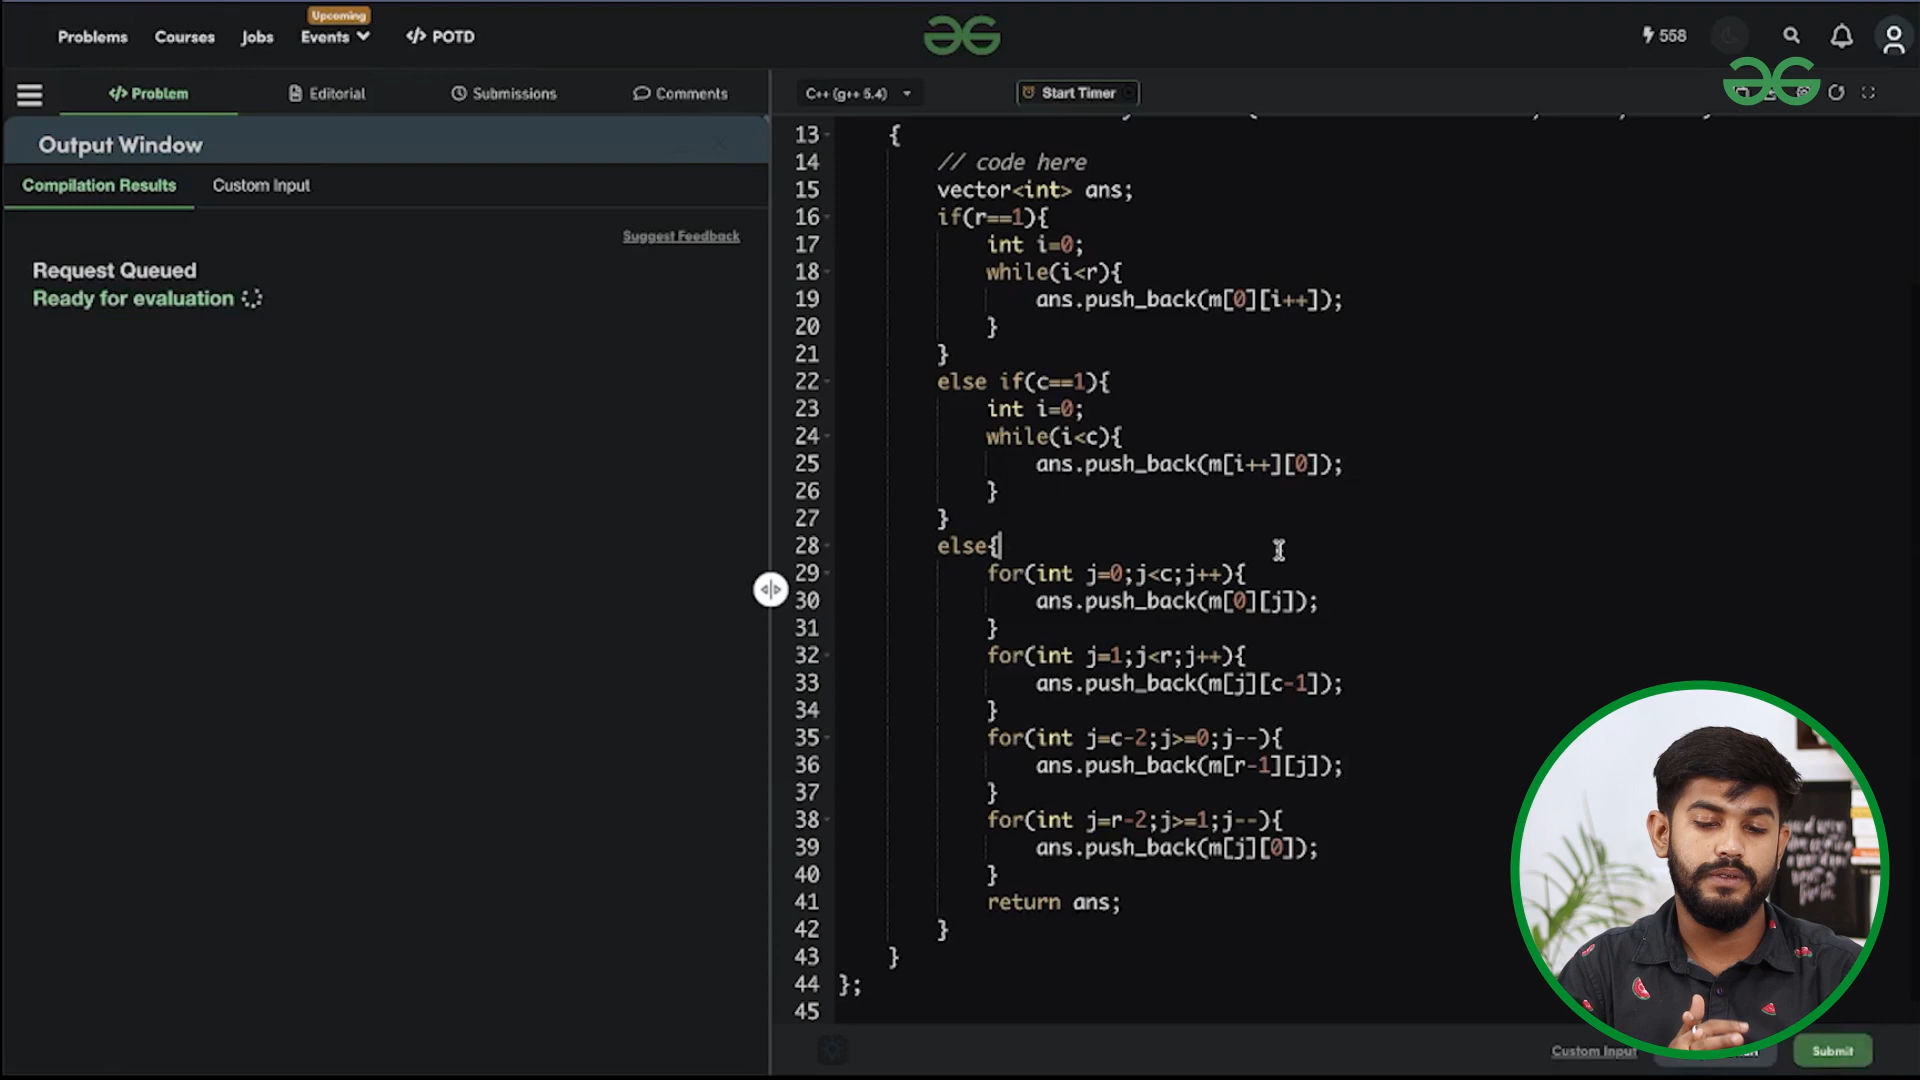 Upcoming
Problems Courses Jobs Events </> POTD
558
</> Problem Editorial Submissions Comments
C++ (g++ 5.4) Start Timer
Output Window
Compilation Results Custom Input
Suggest Feedback
Request Queued
Ready for evaluation
13 {
14 // code here
15 vector<int> ans;
16 if(r==1){
17 int i=0;
18 while(i<r){
19 ans.push_back(m[0][i++]);
20 }
21 }
22 else if(c==1){
23 int i=0;
24 while(i<c){
25 ans.push_back(m[i++][0]);
26 }
27 }
28 else{
29 for(int j=0;j<c;j++){
30 ans.push_back(m[0][j]);
31 }
32 for(int j=1;j<r;j++){
33 ans.push_back(m[j][c-1]);
34 }
35 for(int j=c-2;j>=0;j--){
36 ans.push_back(m[r-1][j]);
37 }
38 for(int j=r-2;j>=1;j--){
39 ans.push_back(m[j][0]);
40 }
41 return ans;
42 }
43 }
44 };
45
Custom Input Submit